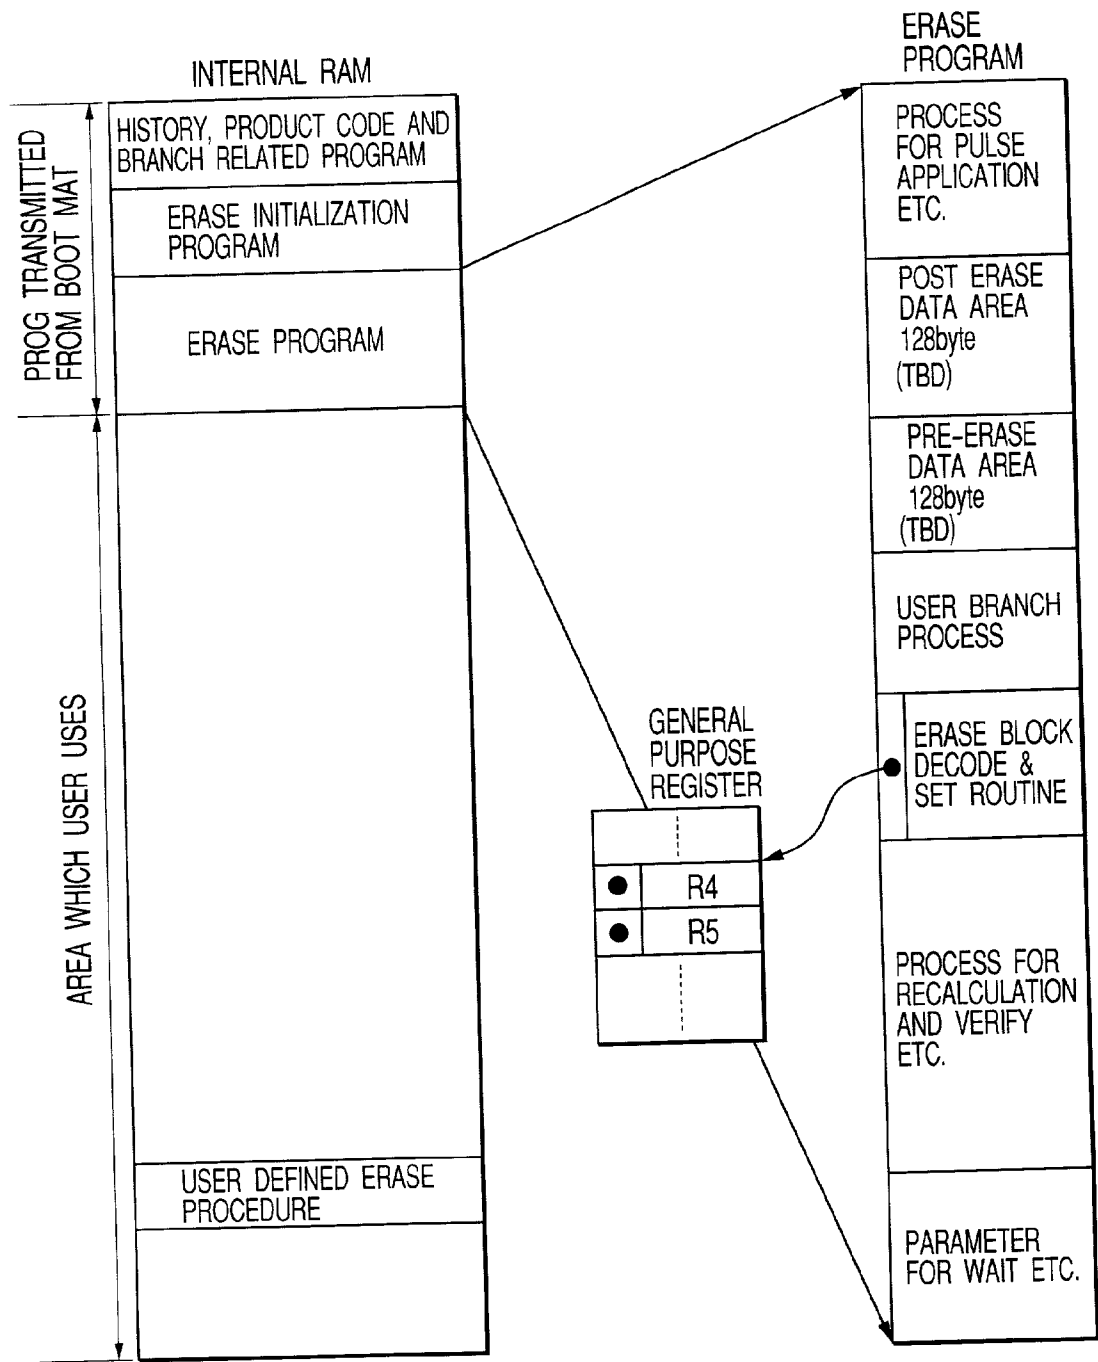 INTERNAL RAM
PROG TRANSMITTED
FROM BOOT MAT
HISTORY, PRODUCT CODE AND
BRANCH RELATED PROGRAM
ERASE INITIALIZATION
PROGRAM
ERASE PROGRAM
AREA WHICH USER USES
USER DEFINED ERASE
PROCEDURE
GENERAL
PURPOSE
REGISTER
R4
R5
ERASE
PROGRAM
PROCESS
FOR PULSE
APPLICATION
ETC.
POST ERASE
DATA AREA
128byte
(TBD)
PRE-ERASE
DATA AREA
128byte
(TBD)
USER BRANCH
PROCESS
ERASE BLOCK
DECODE &
SET ROUTINE
PROCESS FOR
RECALCULATION
AND VERIFY
ETC.
PARAMETER
FOR WAIT ETC.